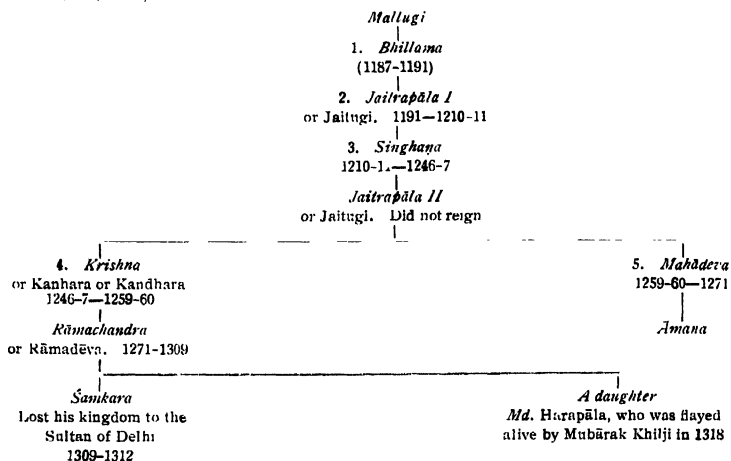 Mallugi
1. Bhillama
(1187-1191)
2. Jaitrapāla I
or Jaitugi. 1191—1210-11
3. Singhaṇa
1210-11—1246-7
Jaitrapāla II
or Jaitugi. Did not reign
4. Krishna
or Kanhara or Kandhara
1246-7—1259-60
5. Mahādeva
1259-60—1271
Rāmachandra
or Rāmadēva. 1271-1309
Āmana
Śaṁkara
Lost his kingdom to the
Sultan of Delhi
1309-1312
A daughter
Md. Harapāla, who was flayed
alive by Mubārak Khilji in 1318